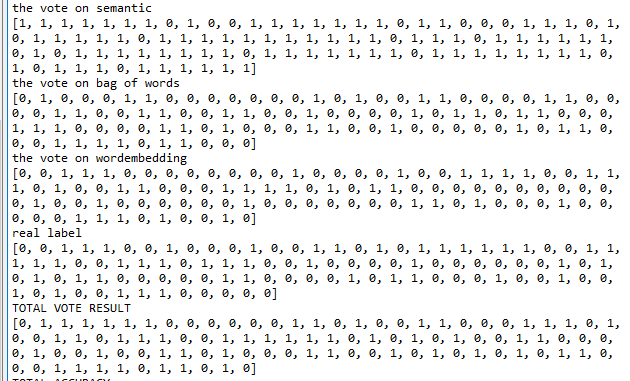 the vote on semantic
[1, 1, 1, 1, 1, 1, 1, 0, 1, 0, 0, 1, 1, 1, 1, 1, 1, 1, 0, 1, 1, 0, 0, 0, 1, 1, 1, 0, 1,
0, 1, 1, 1, 1, 1, 0, 1, 1, 1, 1, 1, 1, 1, 1, 1, 1, 0, 1, 1, 1, 0, 1, 1, 1, 1, 1, 1,
0, 1, 0, 1, 1, 1, 1, 1, 1, 1, 0, 1, 1, 1, 1, 1, 1, 1, 0, 1, 1, 1, 1, 1, 1, 1, 1, 0,
1, 0, 1, 1, 1, 0, 1, 1, 1, 1, 1, 1]
the vote on bag of words
[0, 1, 0, 0, 0, 1, 1, 0, 0, 0, 0, 0, 0, 1, 0, 1, 0, 0, 1, 1, 0, 0, 0, 0, 1, 1, 0, 0,
0, 0, 1, 1, 0, 0, 1, 1, 0, 0, 1, 1, 0, 0, 1, 0, 0, 0, 0, 1, 0, 1, 1, 0, 1, 1, 0, 0, 0,
1, 1, 1, 0, 0, 0, 0, 1, 1, 0, 1, 0, 0, 0, 1, 1, 0, 0, 1, 0, 0, 0, 0, 0, 1, 0, 1, 1, 0,
0, 0, 1, 1, 1, 1, 0, 1, 1, 0, 0, 0]
the vote on wordembedding
[0, 0, 1, 1, 1, 0, 0, 0, 0, 0, 0, 0, 1, 0, 0, 0, 0, 1, 0, 0, 1, 1, 1, 1, 0, 0, 1, 1,
1, 0, 1, 0, 0, 1, 1, 0, 0, 0, 1, 1, 1, 1, 0, 1, 0, 1, 1, 0, 0, 0, 0, 0, 0, 0, 0, 0, 0,
0, 1, 0, 0, 1, 0, 0, 0, 0, 0, 0, 1, 0, 0, 0, 0, 0, 0, 0, 1, 1, 0, 1, 0, 0, 0, 1, 0, 0,
0, 0, 0, 0, 1, 1, 1, 0, 1, 0, 0, 1, 0]
real label
[0, 0, 1, 1, 1, 0, 0, 1, 0, 0, 0, 1, 0, 0, 1, 1, 0, 1, 0, 1, 1, 1, 1, 1, 1, 0, 0, 1, 1,
1, 1, 1, 0, 0, 1, 1, 0, 1, 1, 1, 0, 0, 1, 0, 0, 0, 0, 1, 0, 0, 0, 0, 0, 0, 1, 0, 1,
0, 1, 0, 1, 1, 0, 0, 0, 0, 0, 1, 1, 0, 0, 0, 0, 1, 0, 1, 1, 0, 0, 0, 1, 0, 0, 1, 0, 0,
1, 0, 1, 0, 0, 1, 1, 1, 0, 0, 0, 0, 0]
TOTAL VOTE RESULT
[0, 1, 1, 1, 1, 1, 1, 0, 0, 0, 0, 0, 0, 1, 1, 0, 1, 0, 0, 1, 1, 0, 0, 0, 1, 1, 1, 0, 1,
0, 0, 1, 1, 0, 1, 1, 1, 0, 0, 1, 1, 1, 1, 1, 1, 0, 1, 0, 1, 0, 1, 0, 0, 1, 1, 0, 0, 0,
0, 1, 0, 0, 1, 0, 0, 1, 1, 0, 1, 0, 0, 0, 1, 1, 0, 0, 1, 0, 1, 0, 0, 1, 0, 1, 1, 0,
0, 0, 1, 1, 1, 1, 0, 1, 1, 0, 1, 0]
TOTAL ACCURACY